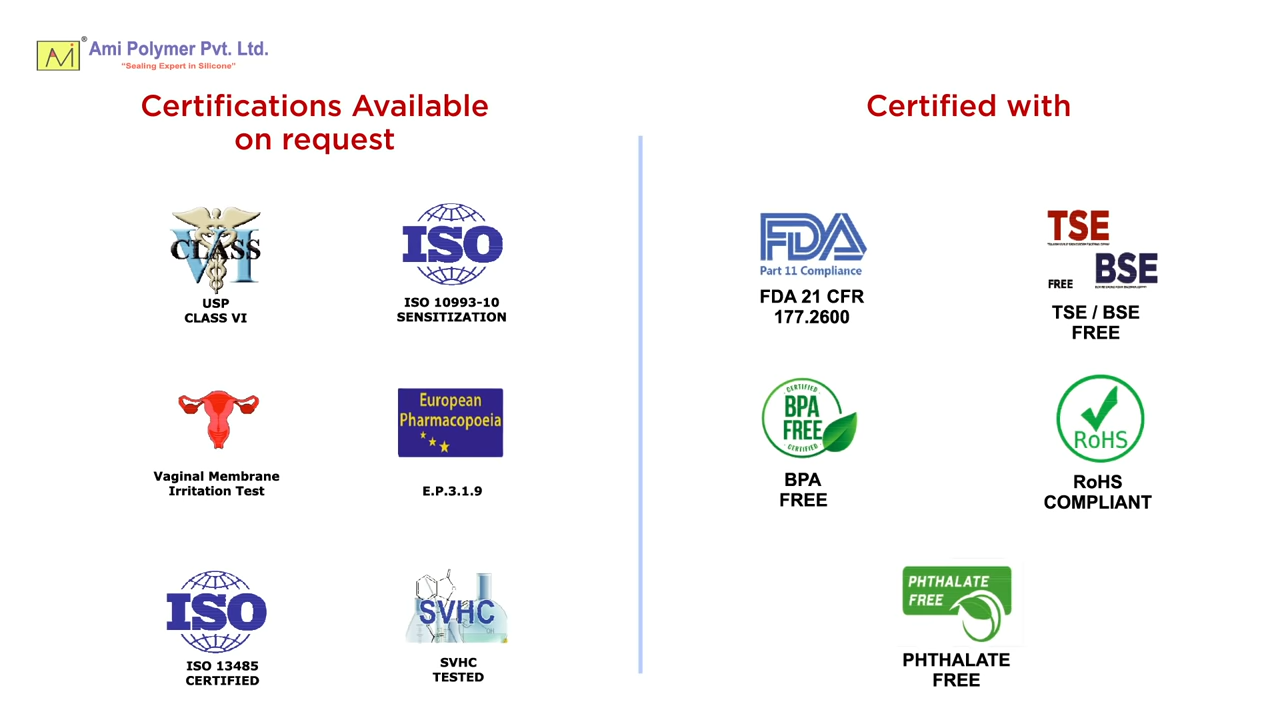 AMi
®
Ami Polymer Pvt. Ltd.
"Sealing Expert in Silicone"
Certifications Available
on request
VI
CLASS
USP
CLASS VI
ISO
ISO 10993-10
SENSITIZATION
Vaginal Membrane
Irritation Test
European
Pharmacopoeia
E.P.3.1.9
ISO
ISO 13485
CERTIFIED
SVHC
OH
SVHC
TESTED
Certified with
FDA
Part 11 Compliance
FDA 21 CFR
177.2600
TSE
FREE
BSE
TSE / BSE
FREE
CERTIFIED
BPA
FREE
CERTIFIED
BPA
FREE
RoHS
RoHS
COMPLIANT
PHTHALATE
FREE
PHTHALATE
FREE